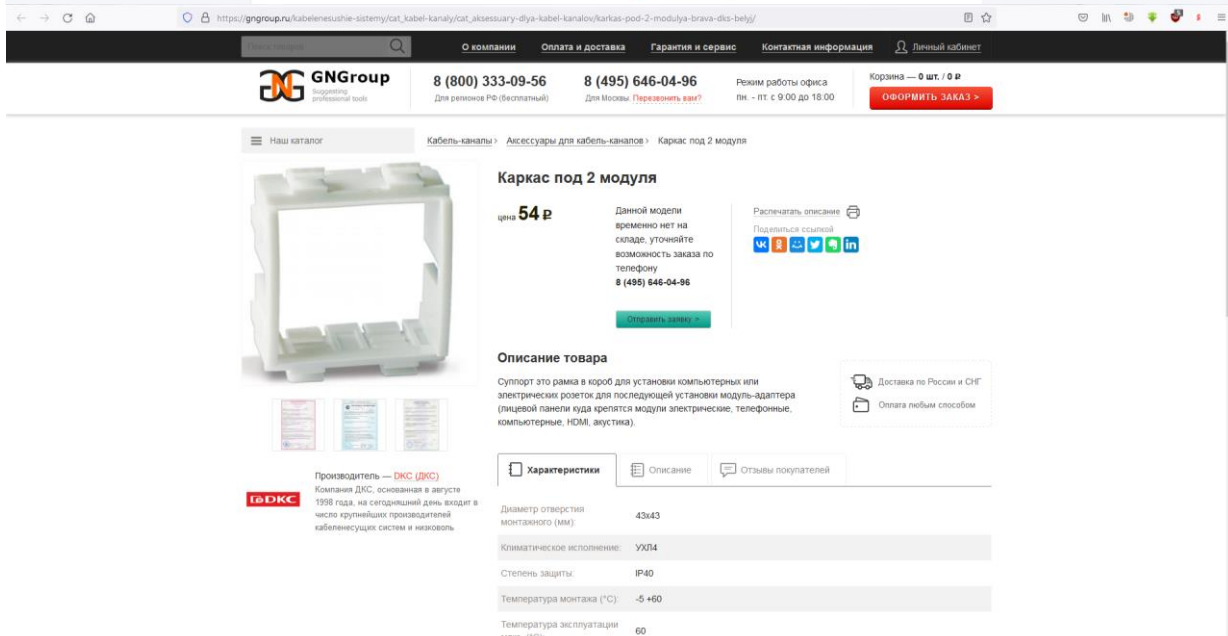 https://gngroup.ru/kabelenesushie-sistemy/cat_kabel-kanaly/cat_aksessuary-dlya-kabel-kanalov/karkas-pod-2-modulya-brava-dks-belyj/
Поиск товаров
О компании
Оплата и доставка
Гарантия и сервис
Контактная информация
Личный кабинет
GNGroup
Suggesting
professional tools
8 (800) 333-09-56
Для регионов РФ (бесплатный)
8 (495) 646-04-96
Для Москвы. Перезвонить вам?
Режим работы офиса
пн. - пт. с 9:00 до 18:00
Корзина — 0 шт. / 0 ₽
ОФОРМИТЬ ЗАКАЗ >
Наш каталог
Кабель-каналы › Аксессуары для кабель-каналов › Каркас под 2 модуля
Каркас под 2 модуля
цена 54 ₽
Данной модели
временно нет на
складе, уточняйте
возможность заказа по
телефону
8 (495) 646-04-96
Отправить заявку >
Распечатать описание
Поделиться ссылкой
Описание товара
Суппорт это рамка в короб для установки компьютерных или
электрических розеток для последующей установки модуль-адаптера
(лицевой панели куда крепятся модули электрические, телефонные,
компьютерные, HDMI, акустика).
Доставка по России и СНГ
Оплата любым способом
Производитель — DKC (ДКС)
DKC
Компания ДКС, основанная в августе
1998 года, на сегодняшний день входит в
число крупнейших производителей
кабеленесущих систем и низковоль
Характеристики
Описание
Отзывы покупателей
Диаметр отверстия
монтажного (мм):
43x43
Климатическое исполнение:
УХЛ4
Степень защиты:
IP40
Температура монтажа (°C):
-5 +60
Температура эксплуатации
60